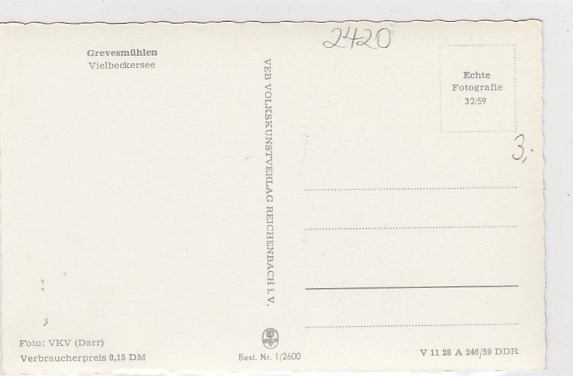 2420
Grevesmühlen
Vielbeckersee
VEB VOLKSKUNSTVERLAG REICHENBACH I. V.
Echte
Fotografie
32/59
3,-
Foto: VKV (Darr)
Verbraucherpreis 0,15 DM
Best. Nr. 1/2600
V 11 28 A 246/59 DDR